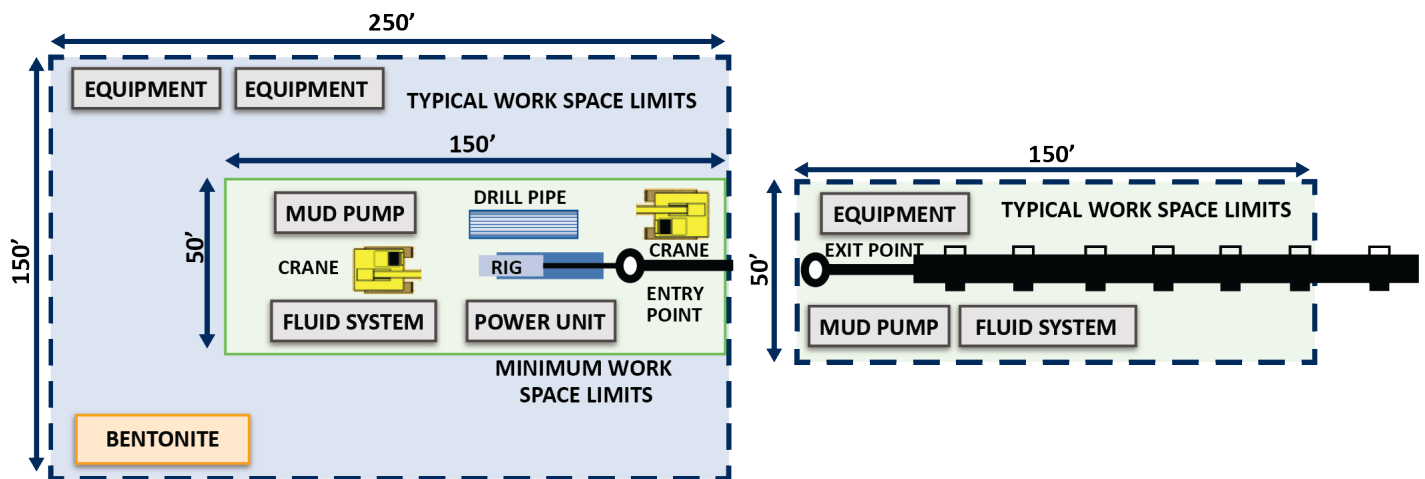 250’
150’
EQUIPMENT
EQUIPMENT
TYPICAL WORK SPACE LIMITS
150’
50’
MUD PUMP
DRILL PIPE
CRANE
CRANE
RIG
ENTRY
POINT
FLUID SYSTEM
POWER UNIT
MINIMUM WORK
SPACE LIMITS
BENTONITE
150’
50’
EQUIPMENT
TYPICAL WORK SPACE LIMITS
EXIT POINT
MUD PUMP
FLUID SYSTEM